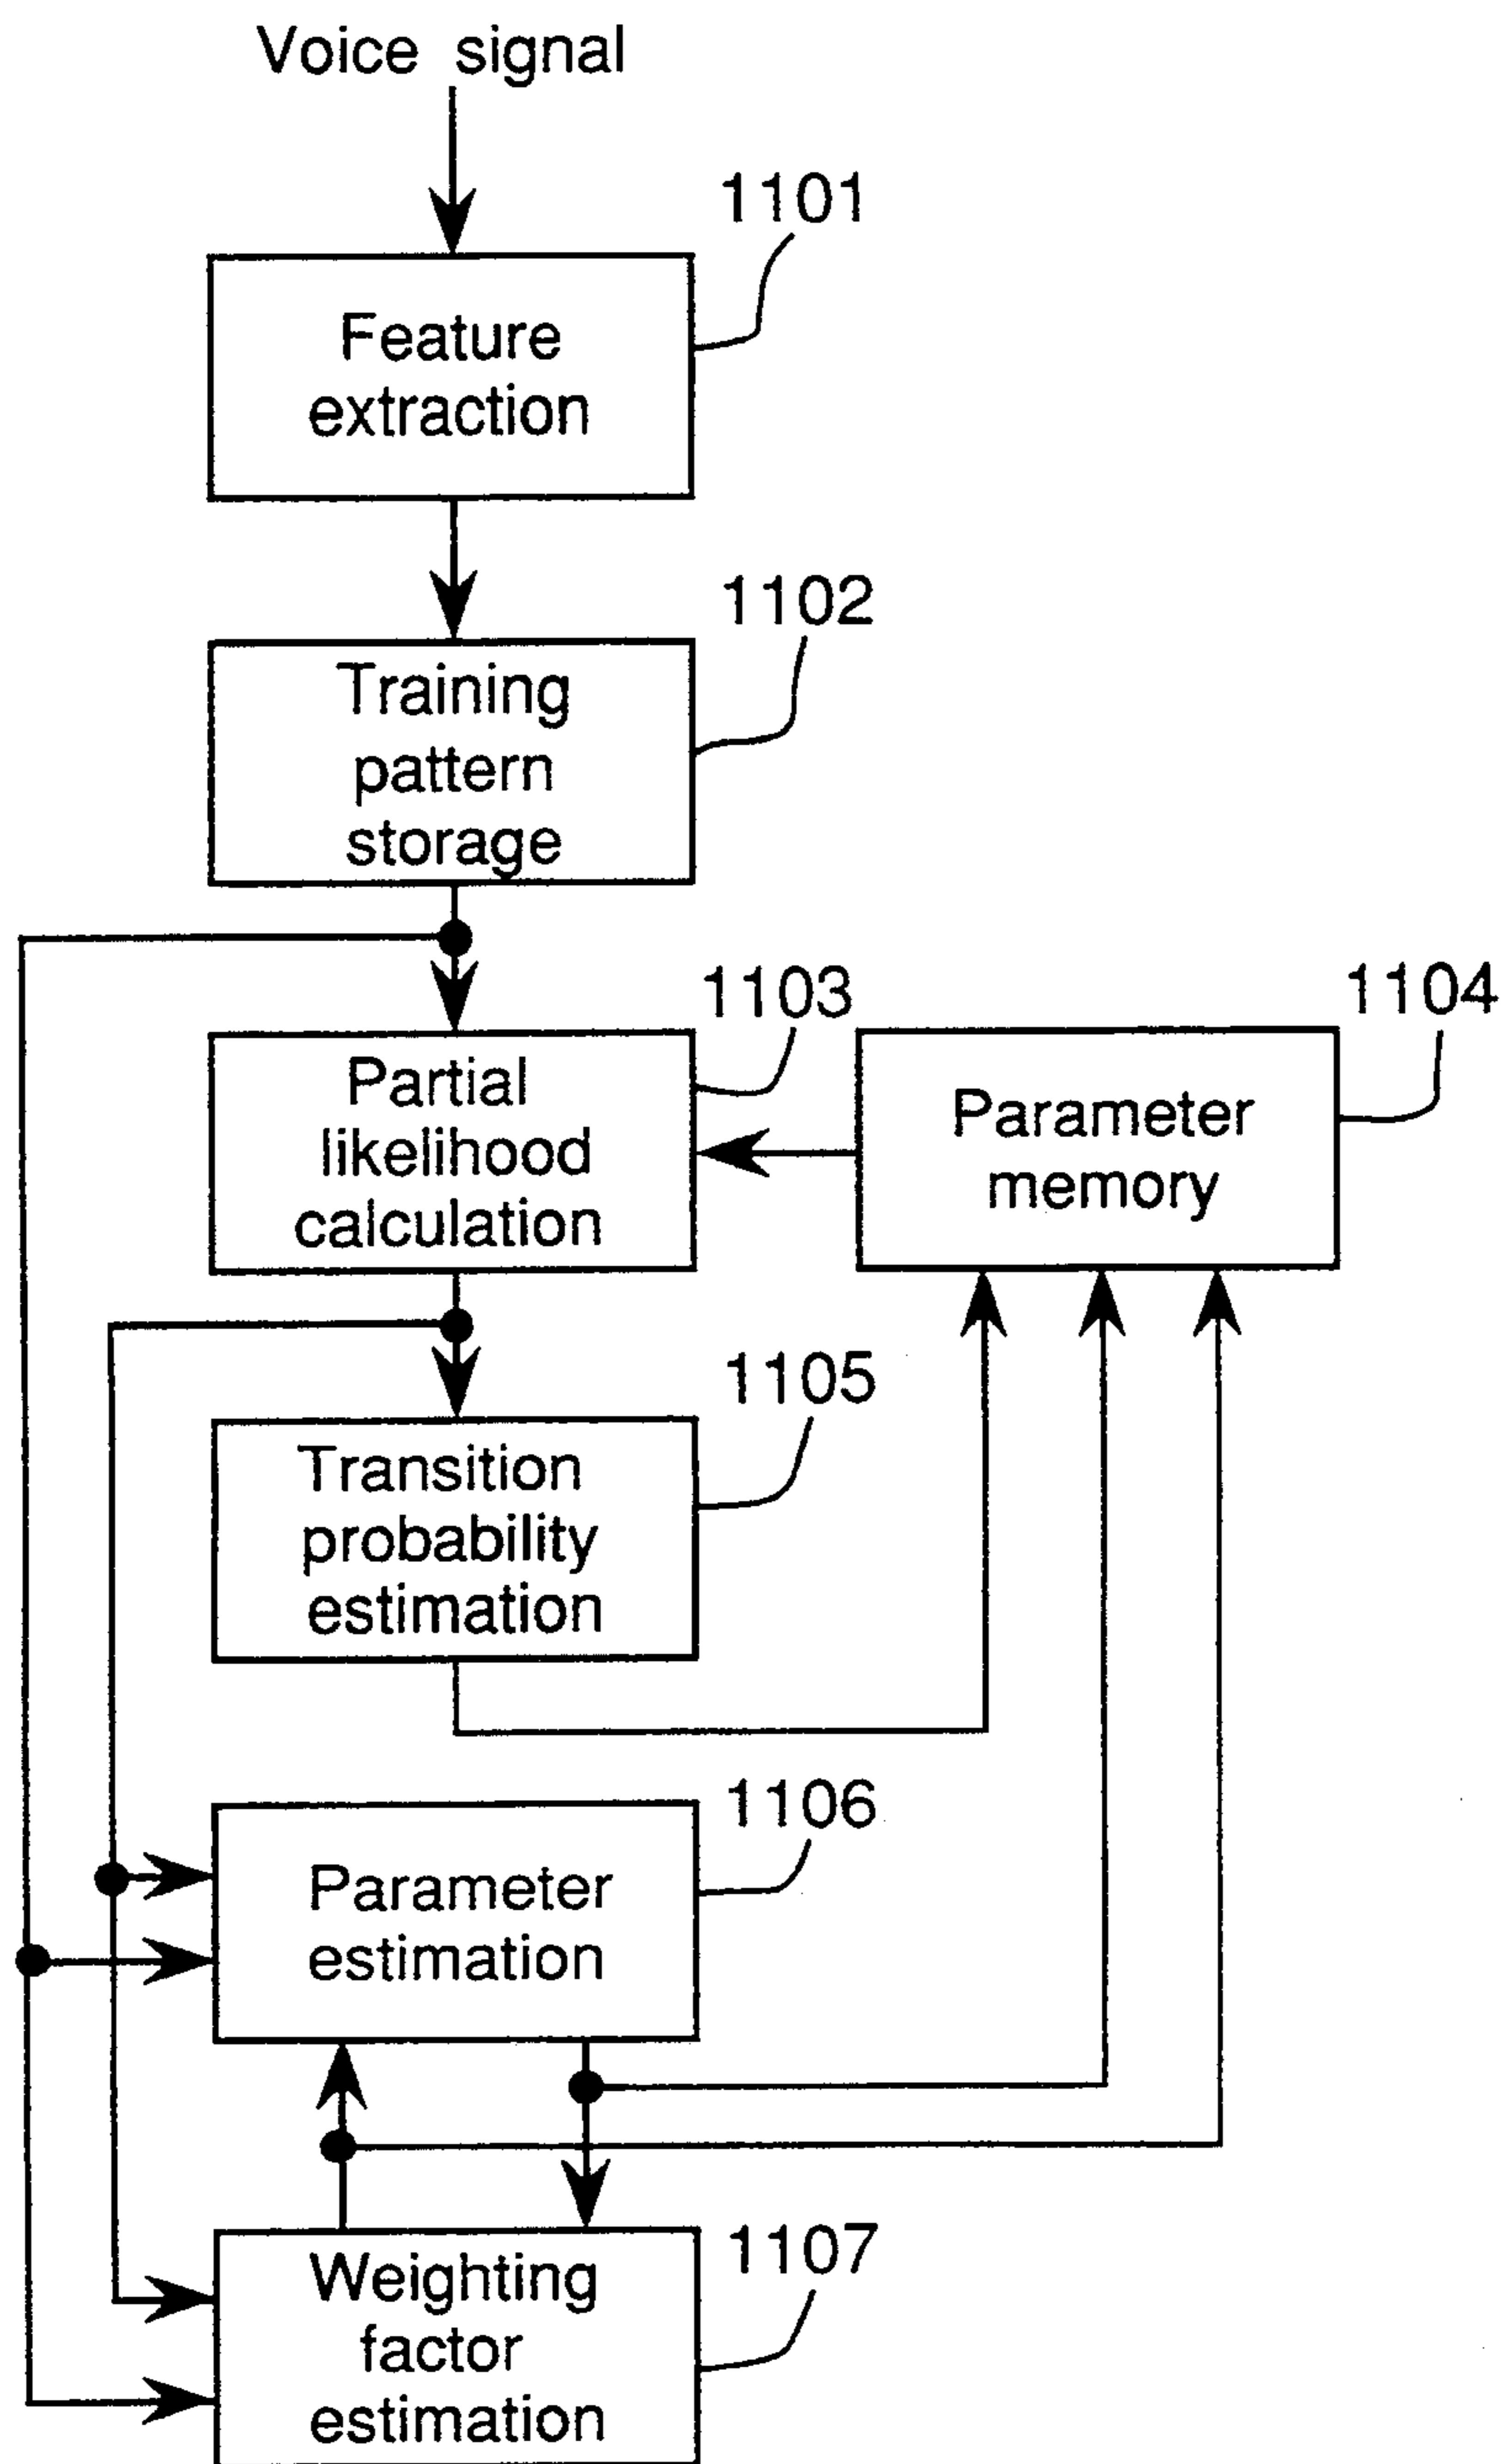 Voice signal
1101
Feature
extraction
1102
Training
pattern
storage
1103
Partial
likelihood
calculation
1104
Parameter
memory
1105
Transition
probability
estimation
1106
Parameter
estimation
1107
Weighting
factor
estimation